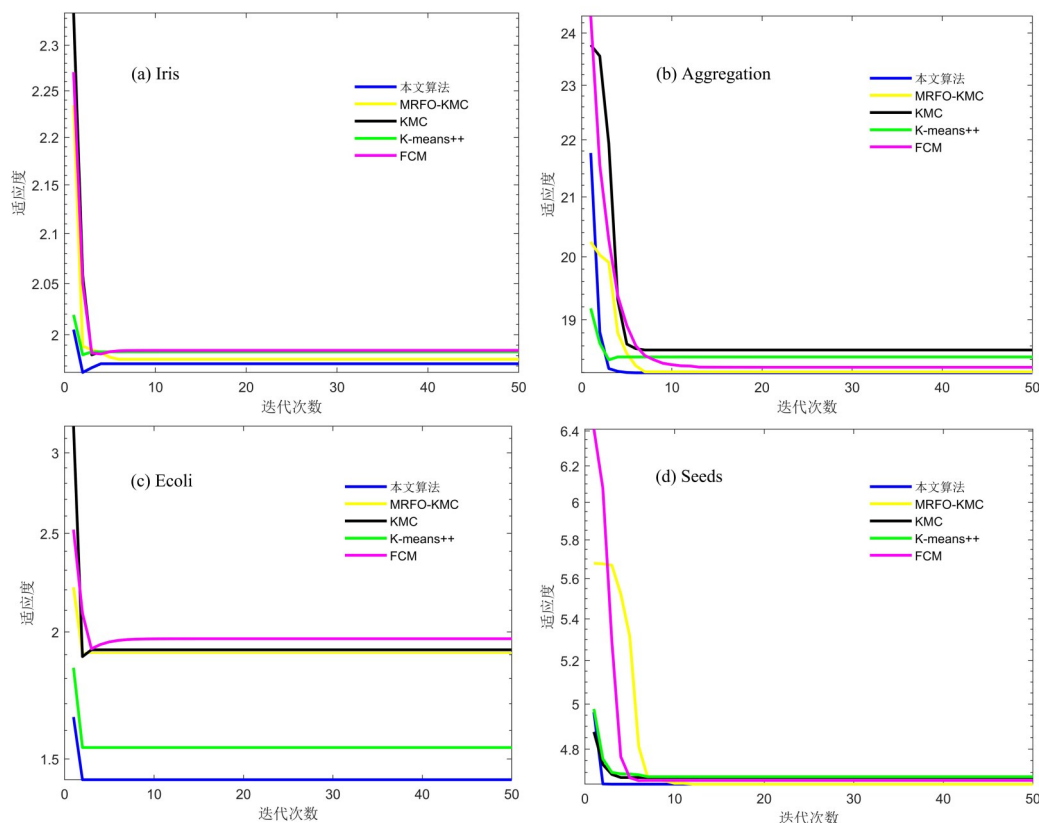 (a) Iris
适应度
2.3
2.25
2.2
2.15
2.1
2.05
2
本文算法
MRFO-KMC
KMC
K-means++
FCM
0 10 20 30 40 50
迭代次数
(b) Aggregation
适应度
24
23
22
21
20
19
本文算法
MRFO-KMC
KMC
K-means++
FCM
0 10 20 30 40 50
迭代次数
(c) Ecoli
适应度
3
2.5
2
1.5
本文算法
MRFO-KMC
KMC
K-means++
FCM
0 10 20 30 40 50
迭代次数
(d) Seeds
适应度
6.4
6.2
6
5.8
5.6
5.4
5.2
5
4.8
本文算法
MRFO-KMC
KMC
K-means++
FCM
0 10 20 30 40 50
迭代次数